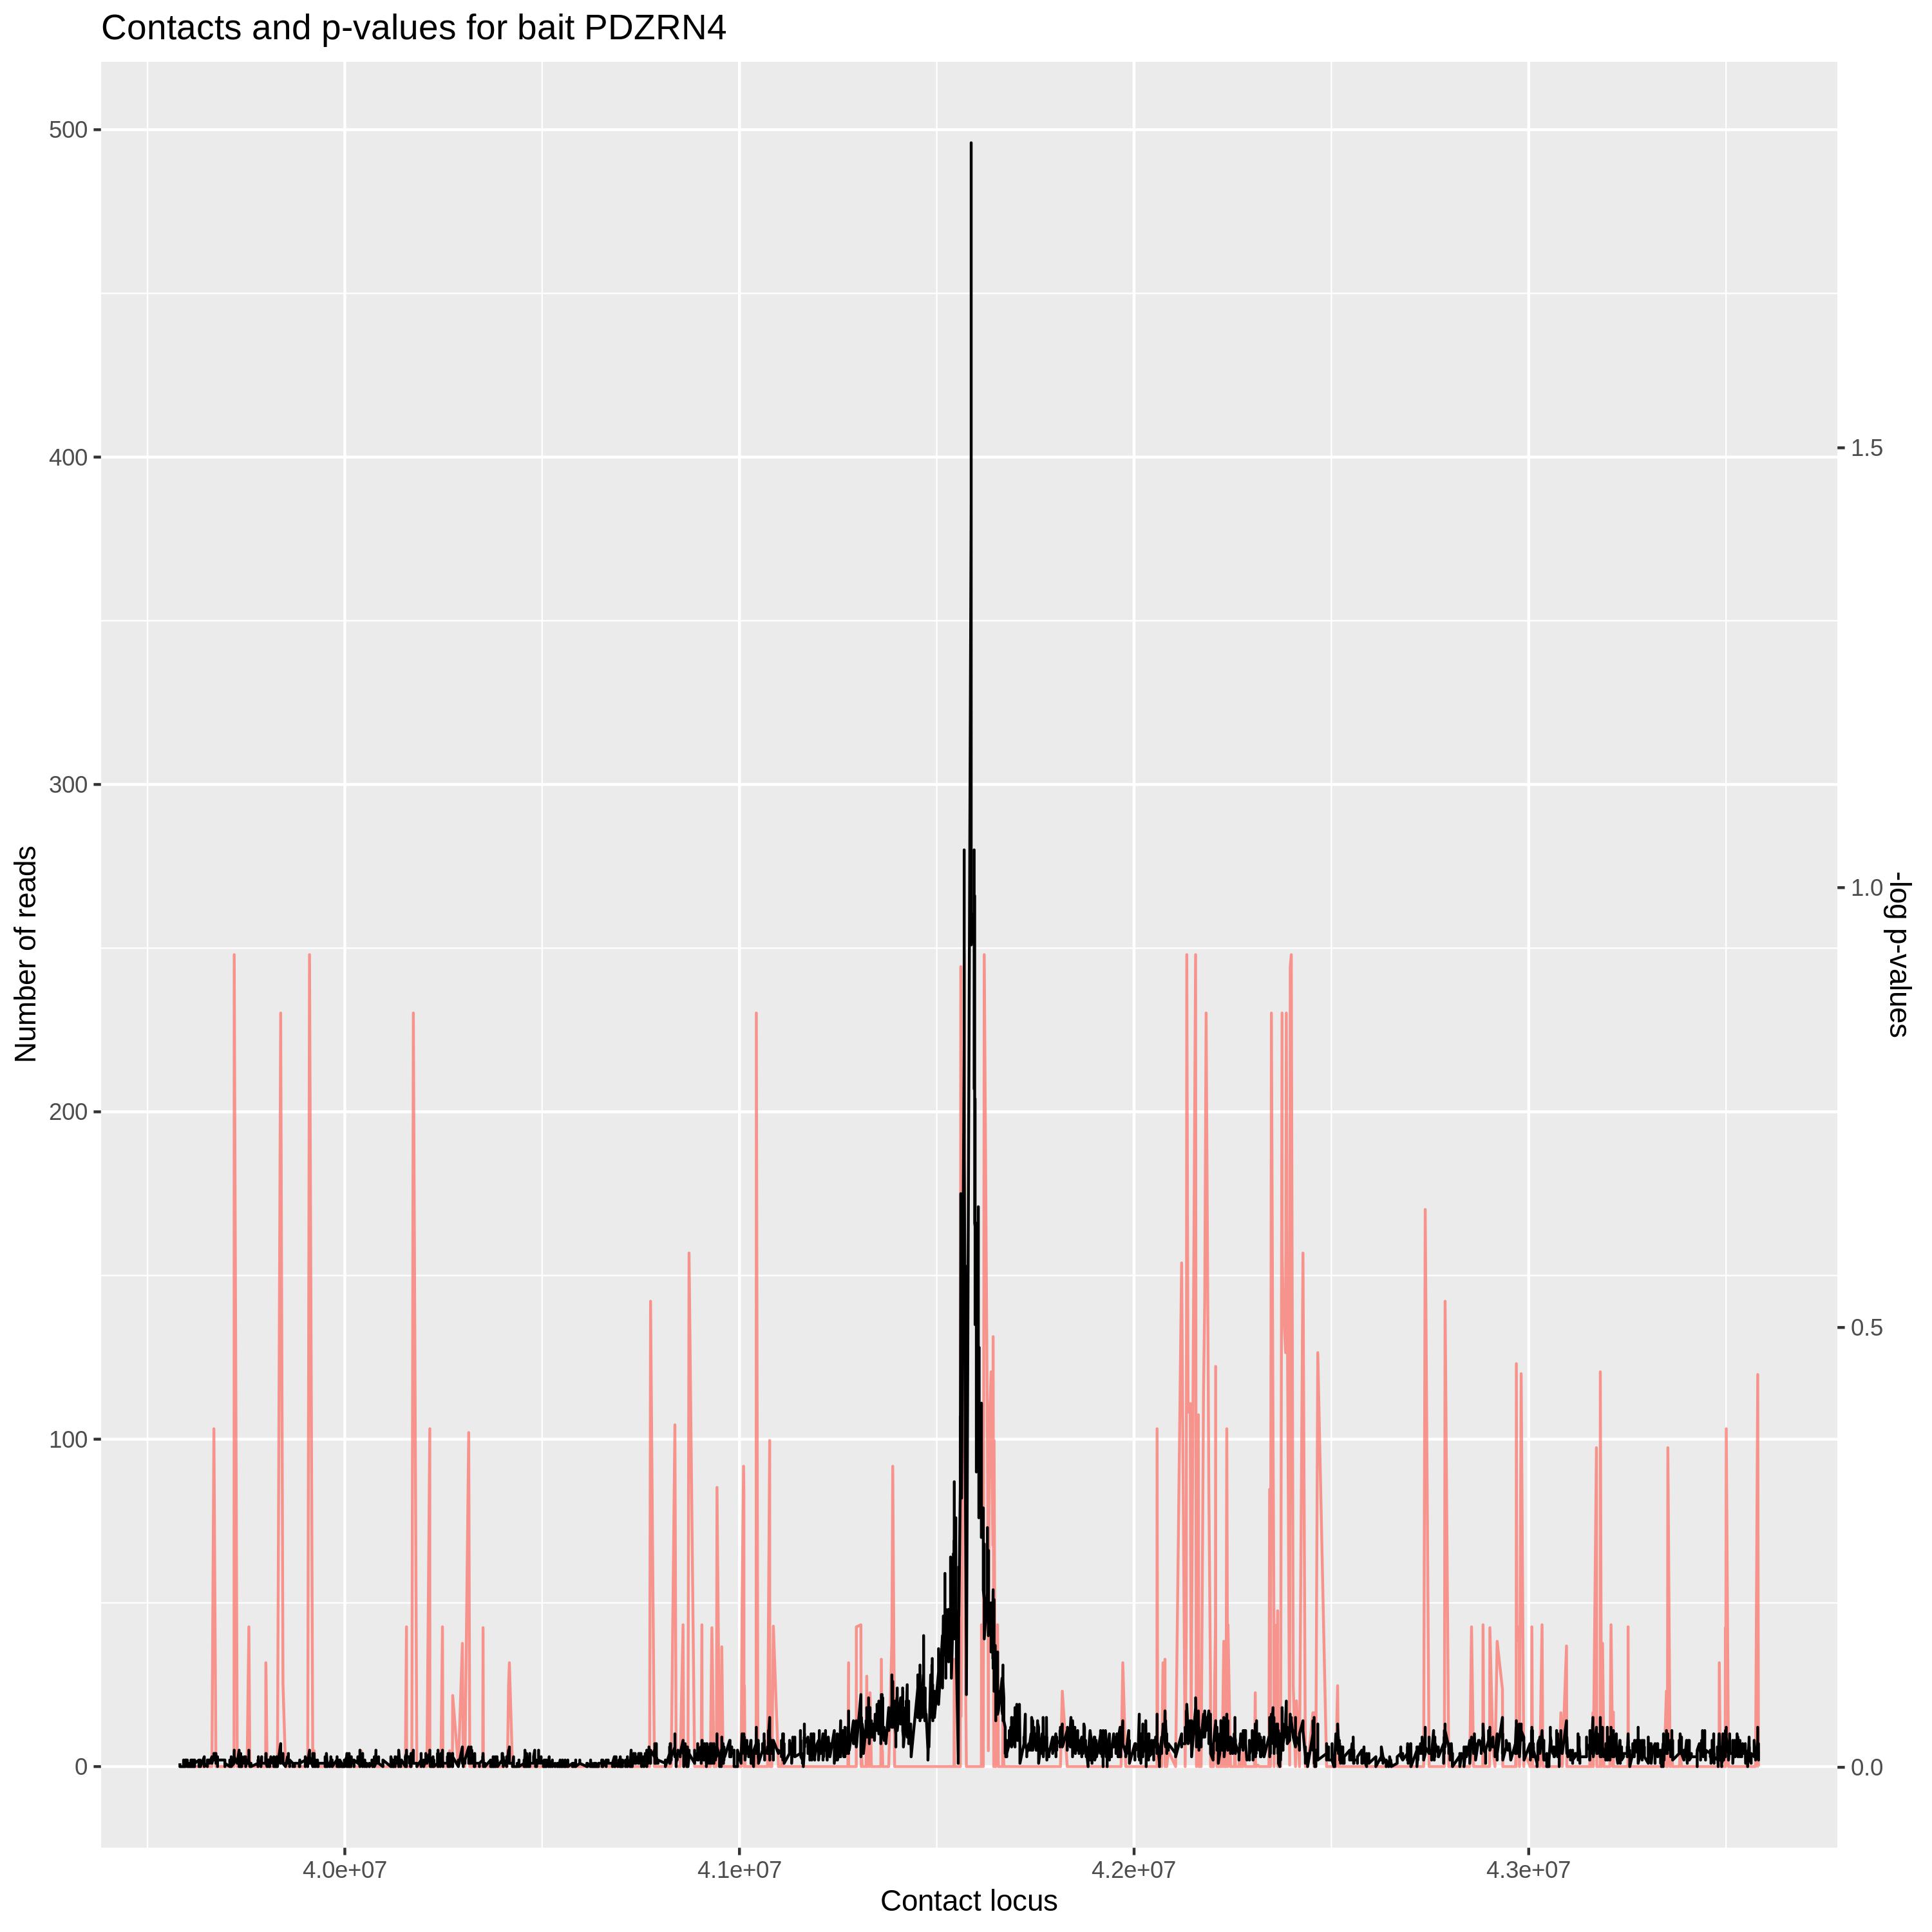 Contacts and p-values for bait PDZRN4
500
400
300
200
100
0
Number of reads
1.5
1.0
0.5
0.0
-log p-values
4.0e+07
4.1e+07
4.2e+07
4.3e+07
Contact locus